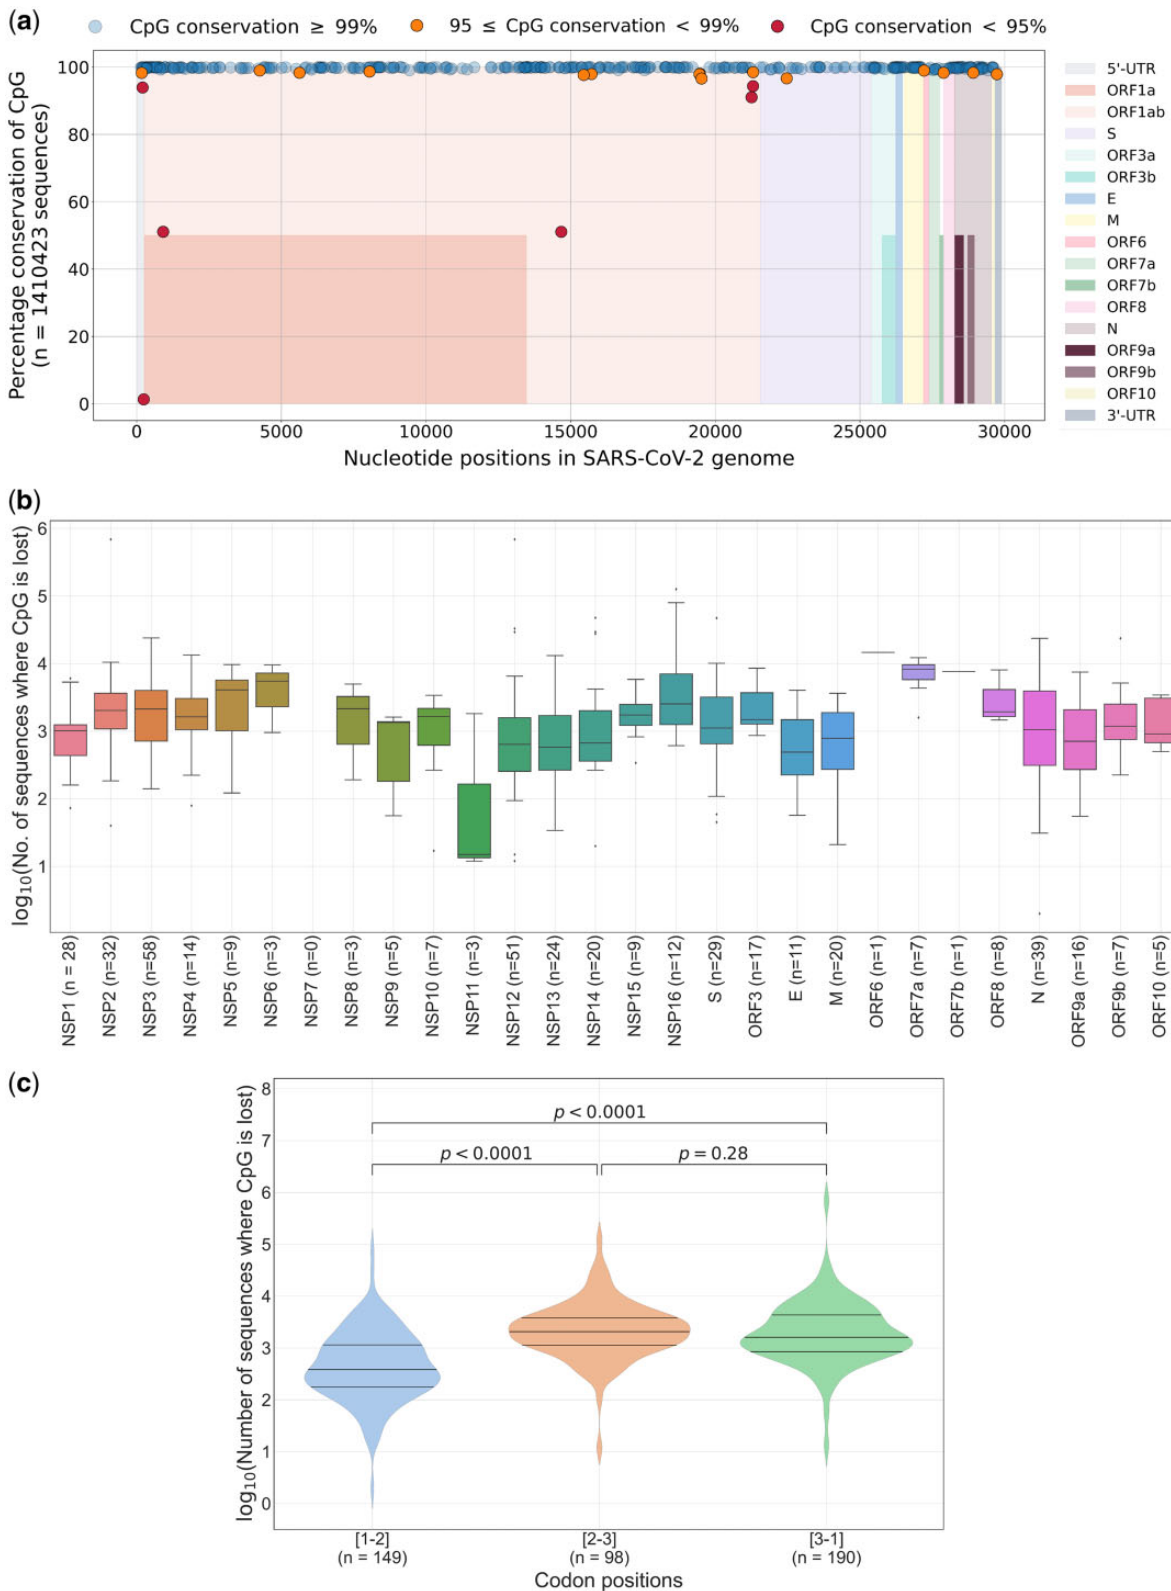 (a)
CpG conservation ≥ 99%
95 ≤ CpG conservation < 99%
CpG conservation < 95%
Percentage conservation of CpG
(n = 1410423 sequences)
100
80
60
40
20
0
0
5000
10000
15000
20000
25000
30000
Nucleotide positions in SARS-CoV-2 genome
5'-UTR
ORF1a
ORF1ab
S
ORF3a
ORF3b
E
M
ORF6
ORF7a
ORF7b
ORF8
N
ORF9a
ORF9b
ORF10
3'-UTR
(b)
log₁₀(No. of sequences where CpG is lost)
6
5
4
3
2
1
NSP1 (n = 28)
NSP2 (n=32)
NSP3 (n=58)
NSP4 (n=14)
NSP5 (n=9)
NSP6 (n=3)
NSP7 (n=0)
NSP8 (n=3)
NSP9 (n=5)
NSP10 (n=7)
NSP11 (n=3)
NSP12 (n=51)
NSP13 (n=24)
NSP14 (n=20)
NSP15 (n=9)
NSP16 (n=12)
S (n=29)
ORF3 (n=17)
E (n=11)
M (n=20)
ORF6 (n=1)
ORF7a (n=7)
ORF7b (n=1)
ORF8 (n=8)
N (n=39)
ORF9a (n=16)
ORF9b (n=7)
ORF10 (n=5)
(c)
log₁₀(Number of sequences where CpG is lost)
8
7
6
5
4
3
2
1
0
p < 0.0001
p < 0.0001
p = 0.28
[1-2]
(n = 149)
[2-3]
(n = 98)
[3-1]
(n = 190)
Codon positions